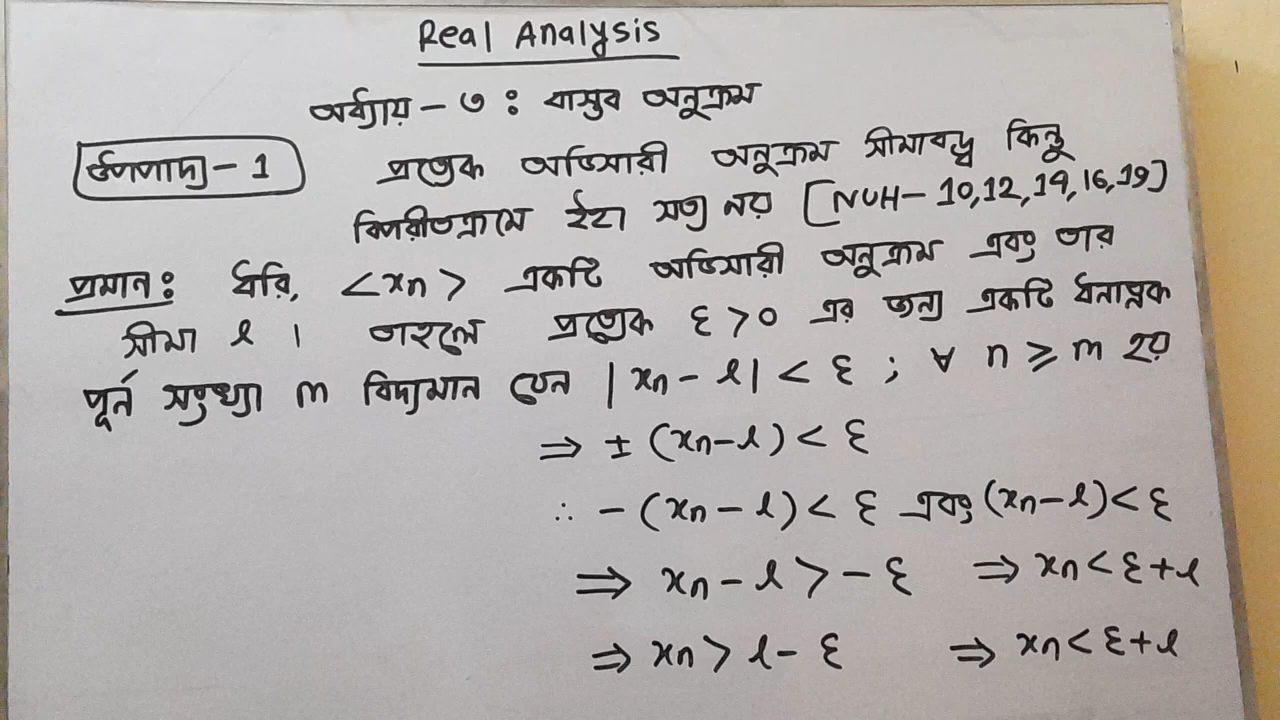 Real Analysis
অধ্যায় - ৩ : বাস্তব অনুক্রম
উপপাদ্য - 1 প্রত্যেক অভিসারী অনুক্রম সীমাবদ্ধ কিন্তু
বিপরীতক্রমে ইহা সত্য নয় [NUH - 10,12,14,16,19]
প্রমান : ধরি, <xn> একটি অভিসারী অনুক্রম এবং তার
সীমা l । তাহলে প্রত্যেক ε > 0 এর জন্য একটি ধনাত্মক
পূর্ন সংখ্যা m বিদ্যমান যেন |xn - l| < ε ; ∀ n ⩾ m হয়
⇒ ± (xn - l) < ε
∴ - (xn - l) < ε এবং (xn - l) < ε
⇒ xn - l > - ε ⇒ xn < ε + l
⇒ xn > l - ε ⇒ xn < ε + l